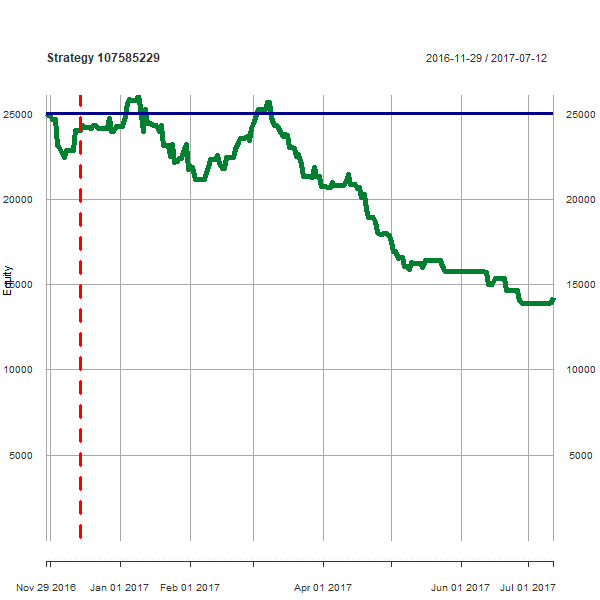 Strategy 107585229
2016-11-29 / 2017-07-12
25000
25000
20000
20000
Equity
15000
15000
10000
10000
5000
5000
Nov 29 2016
Jan 01 2017
Feb 01 2017
Apr 01 2017
Jun 01 2017
Jul 01 2017